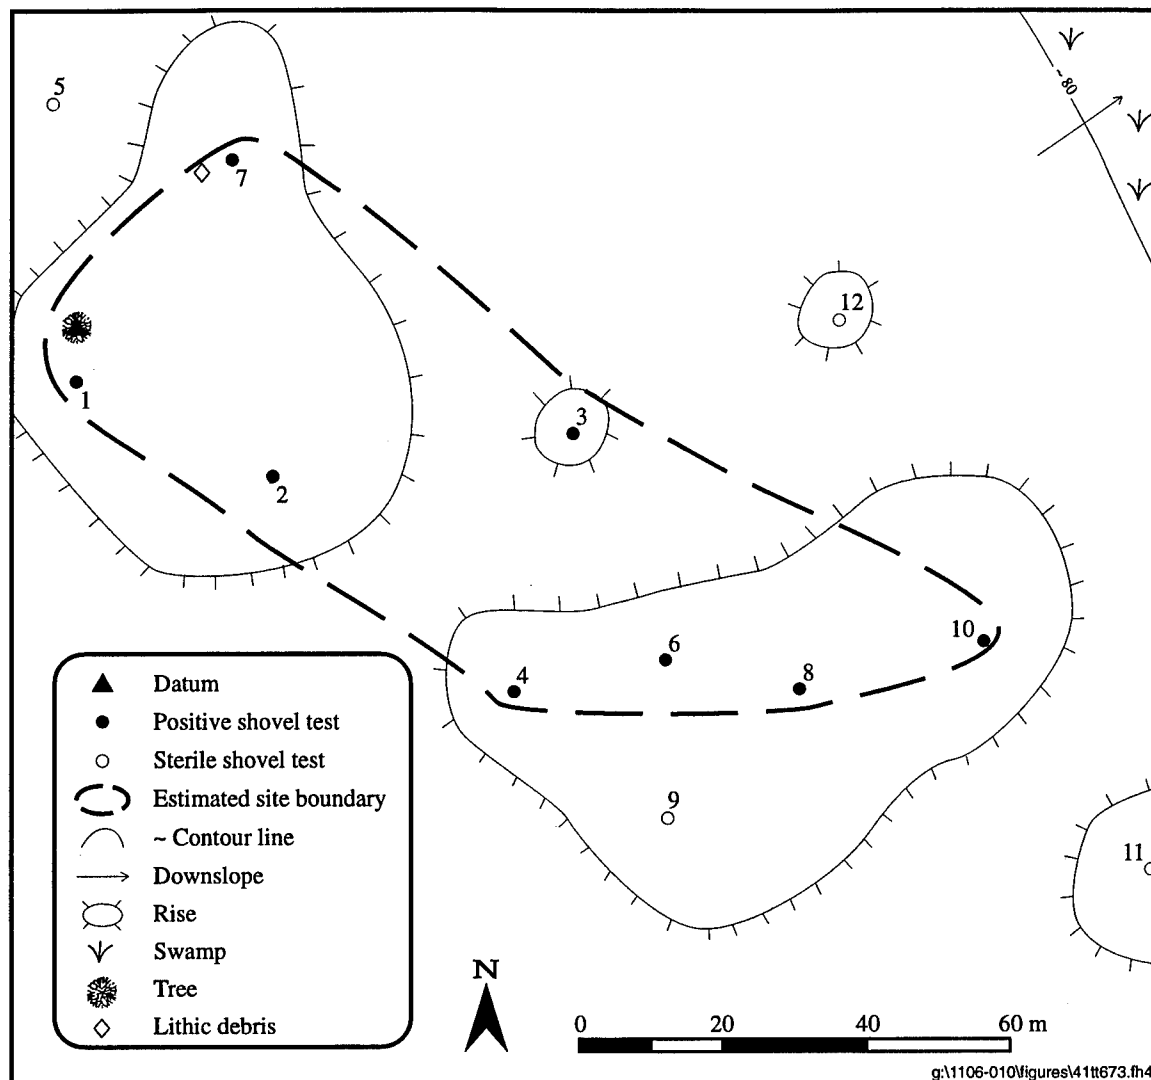 5
~80
7
12
1
3
2
10
6
4
8
9
11
Datum
Positive shovel test
Sterile shovel test
Estimated site boundary
~ Contour line
Downslope
Rise
Swamp
Tree
Lithic debris
N
0 20 40 60 m
g:\1106-010\figures\41tt673.fh4